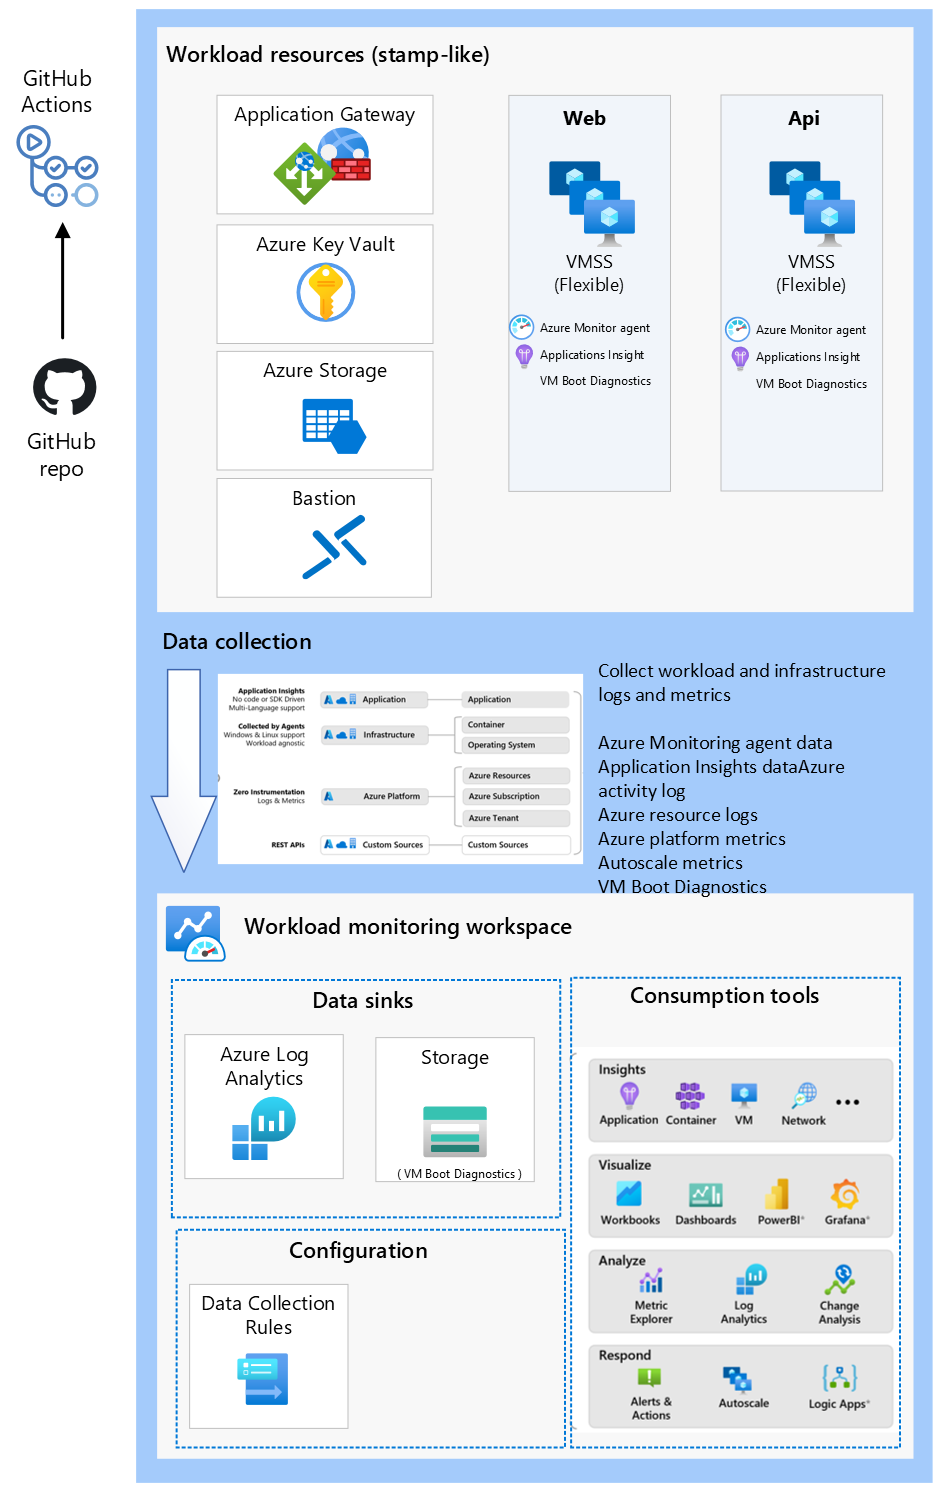 GitHub
Actions
GitHub
repo
Workload resources (stamp-like)
Application Gateway
Azure Key Vault
Azure Storage
Bastion
Web
VMSS
(Flexible)
Azure Monitor agent
Applications Insight
VM Boot Diagnostics
Api
VMSS
(Flexible)
Azure Monitor agent
Applications Insight
VM Boot Diagnostics
Data collection
Application Insights
No code or SDK Driven
Multi-Language support
Application
Application
Collected by Agents
Windows & Linux support
Workload agnostic
Infrastructure
Container
Operating System
Zero Instrumentation
Logs & Metrics
Azure Platform
Azure Resources
Azure Subscription
Azure Tenant
REST APIs
Custom Sources
Custom Sources
Collect workload and infrastructure
logs and metrics
Azure Monitoring agent data
Application Insights dataAzure
activity log
Azure resource logs
Azure platform metrics
Autoscale metrics
VM Boot Diagnostics
Workload monitoring workspace
Data sinks
Azure Log
Analytics
Storage
( VM Boot Diagnostics )
Configuration
Data Collection
Rules
Consumption tools
Insights
Application
Container
VM
Network
•••
Visualize
Workbooks
Dashboards
PowerBI*
Grafana*
Analyze
Metric
Explorer
Log
Analytics
Change
Analysis
Respond
Alerts &
Actions
Autoscale
Logic Apps*